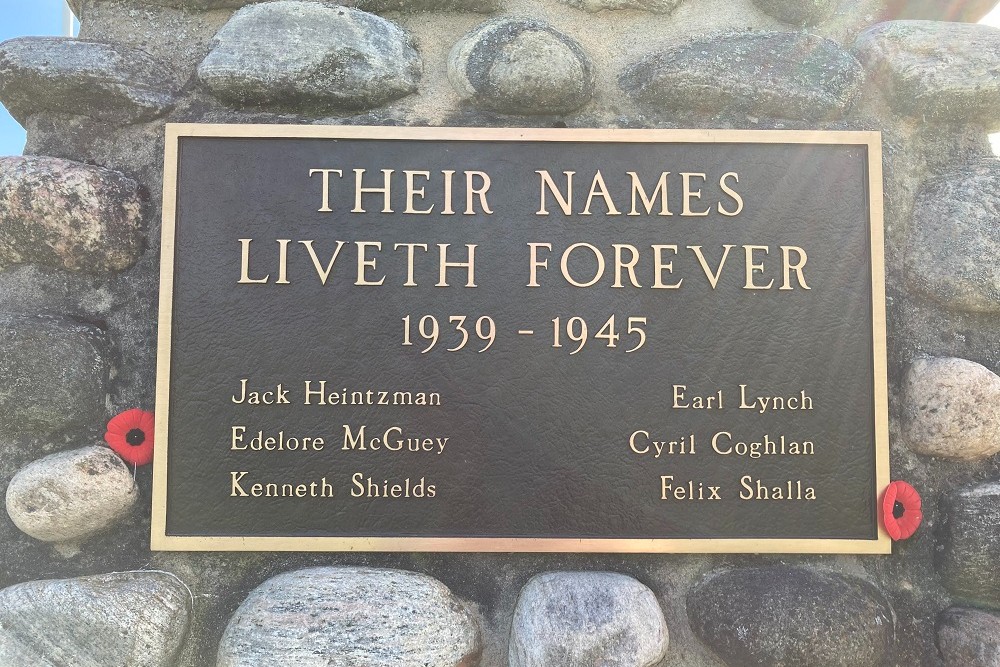 THEIR NAMES
LIVETH FOREVER
1939 - 1945
Jack Heintzman
Edelore McGuey
Kenneth Shields
Earl Lynch
Cyril Coghlan
Felix Shalla